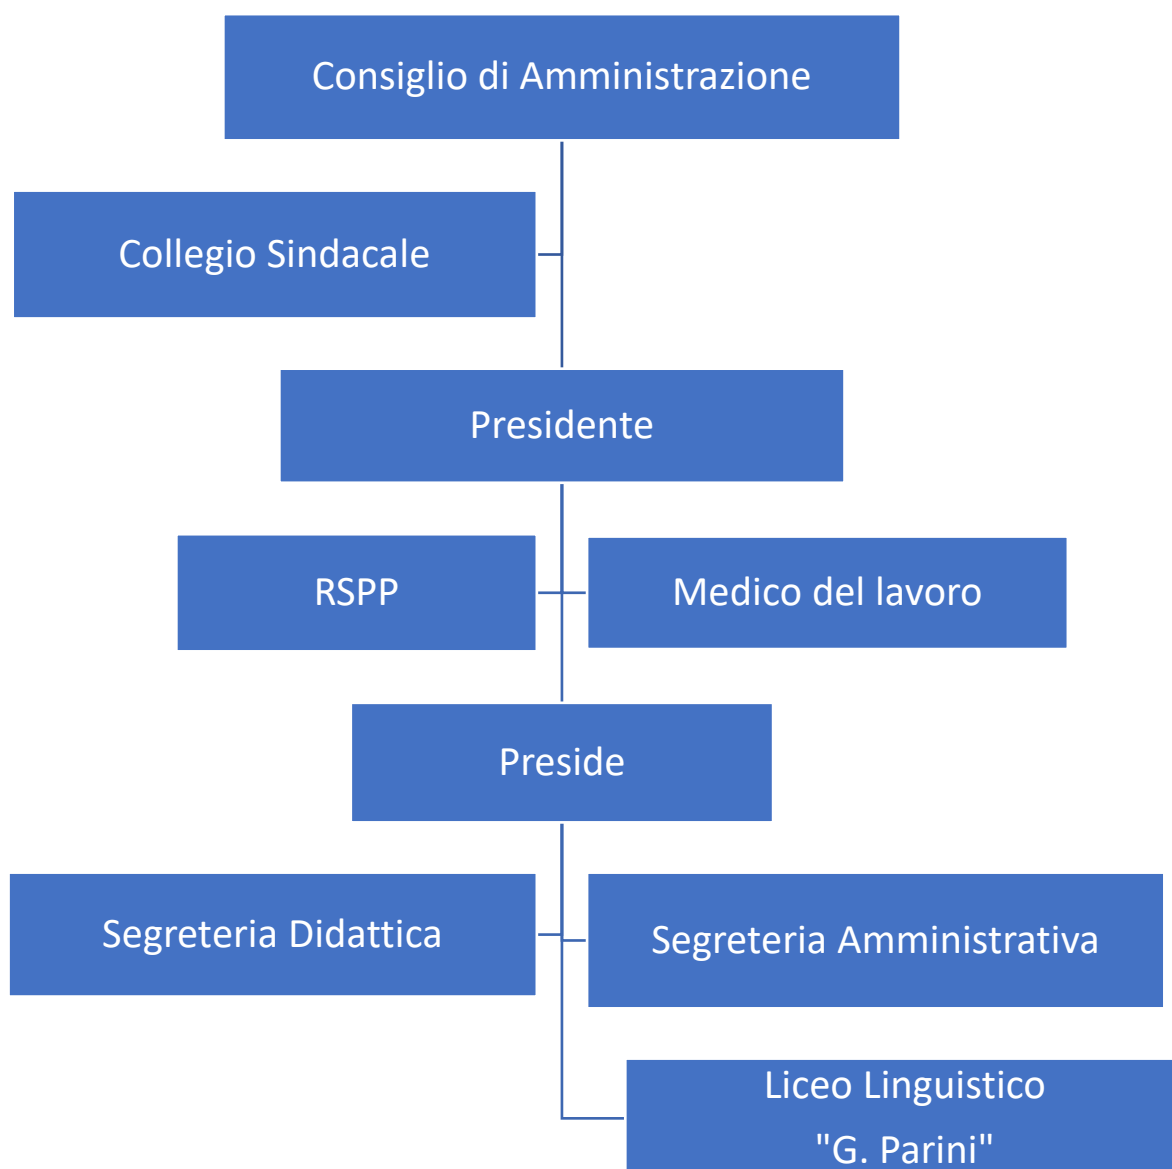 Consiglio di Amministrazione
Collegio Sindacale
Presidente
RSPP
Medico del lavoro
Preside
Segreteria Didattica
Segreteria Amministrativa
Liceo Linguistico
"G. Parini"